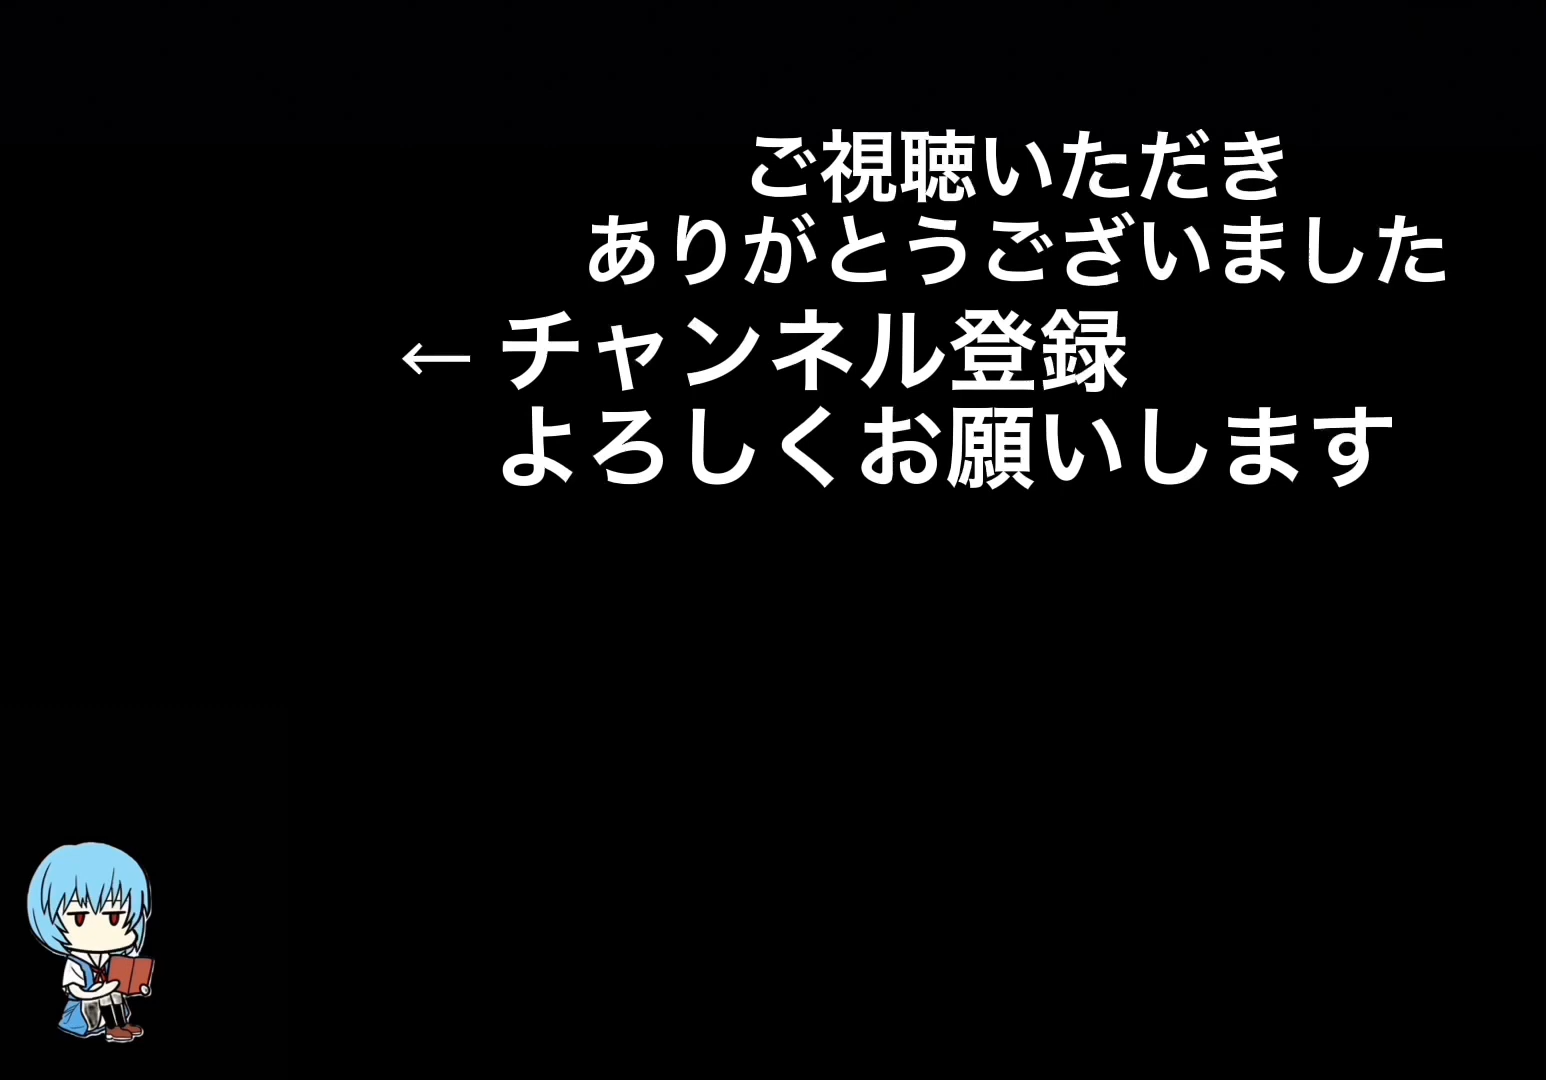 ご視聴いただき
ありがとうございました
← チャンネル登録
よろしくお願いします